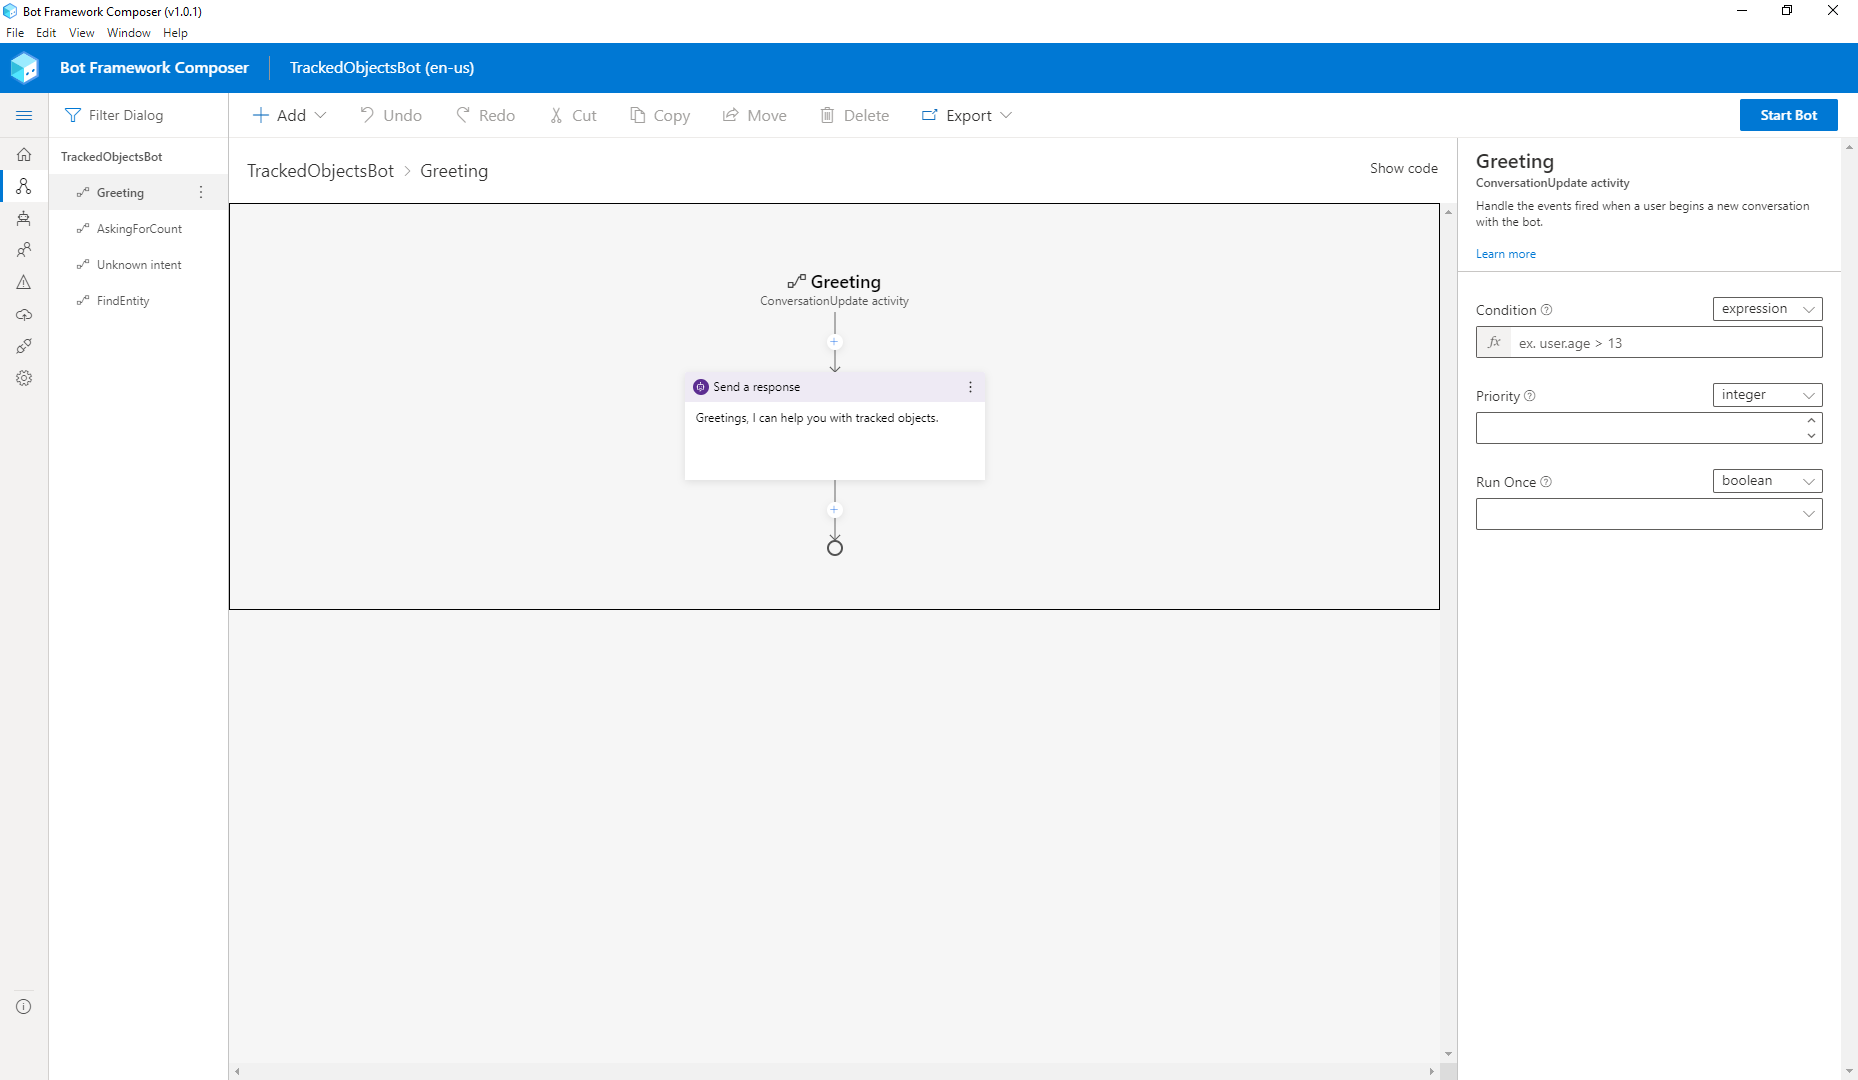 Bot Framework Composer (v1.0.1)
File Edit View Window Help
Bot Framework Composer TrackedObjectsBot (en-us)
Filter Dialog
Add Undo Redo Cut Copy Move Delete Export Start Bot
TrackedObjectsBot
Greeting
AskingForCount
Unknown intent
FindEntity
TrackedObjectsBot > Greeting
Show code
Greeting
ConversationUpdate activity
Send a response
Greetings, I can help you with tracked objects.
Greeting
ConversationUpdate activity
Handle the events fired when a user begins a new conversation
with the bot.
Learn more
Condition expression
fx ex. user.age > 13
Priority integer
Run Once boolean